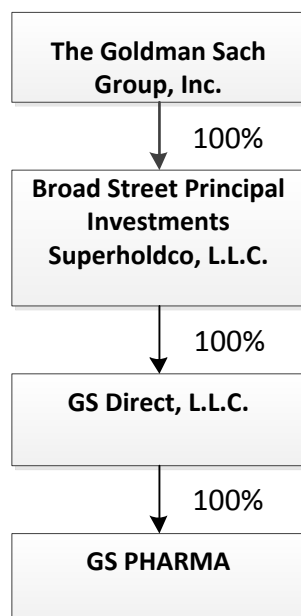 The Goldman Sach
Group, Inc.
100%
Broad Street Principal
Investments
Superholdco, L.L.C.
100%
GS Direct, L.L.C.
100%
GS PHARMA